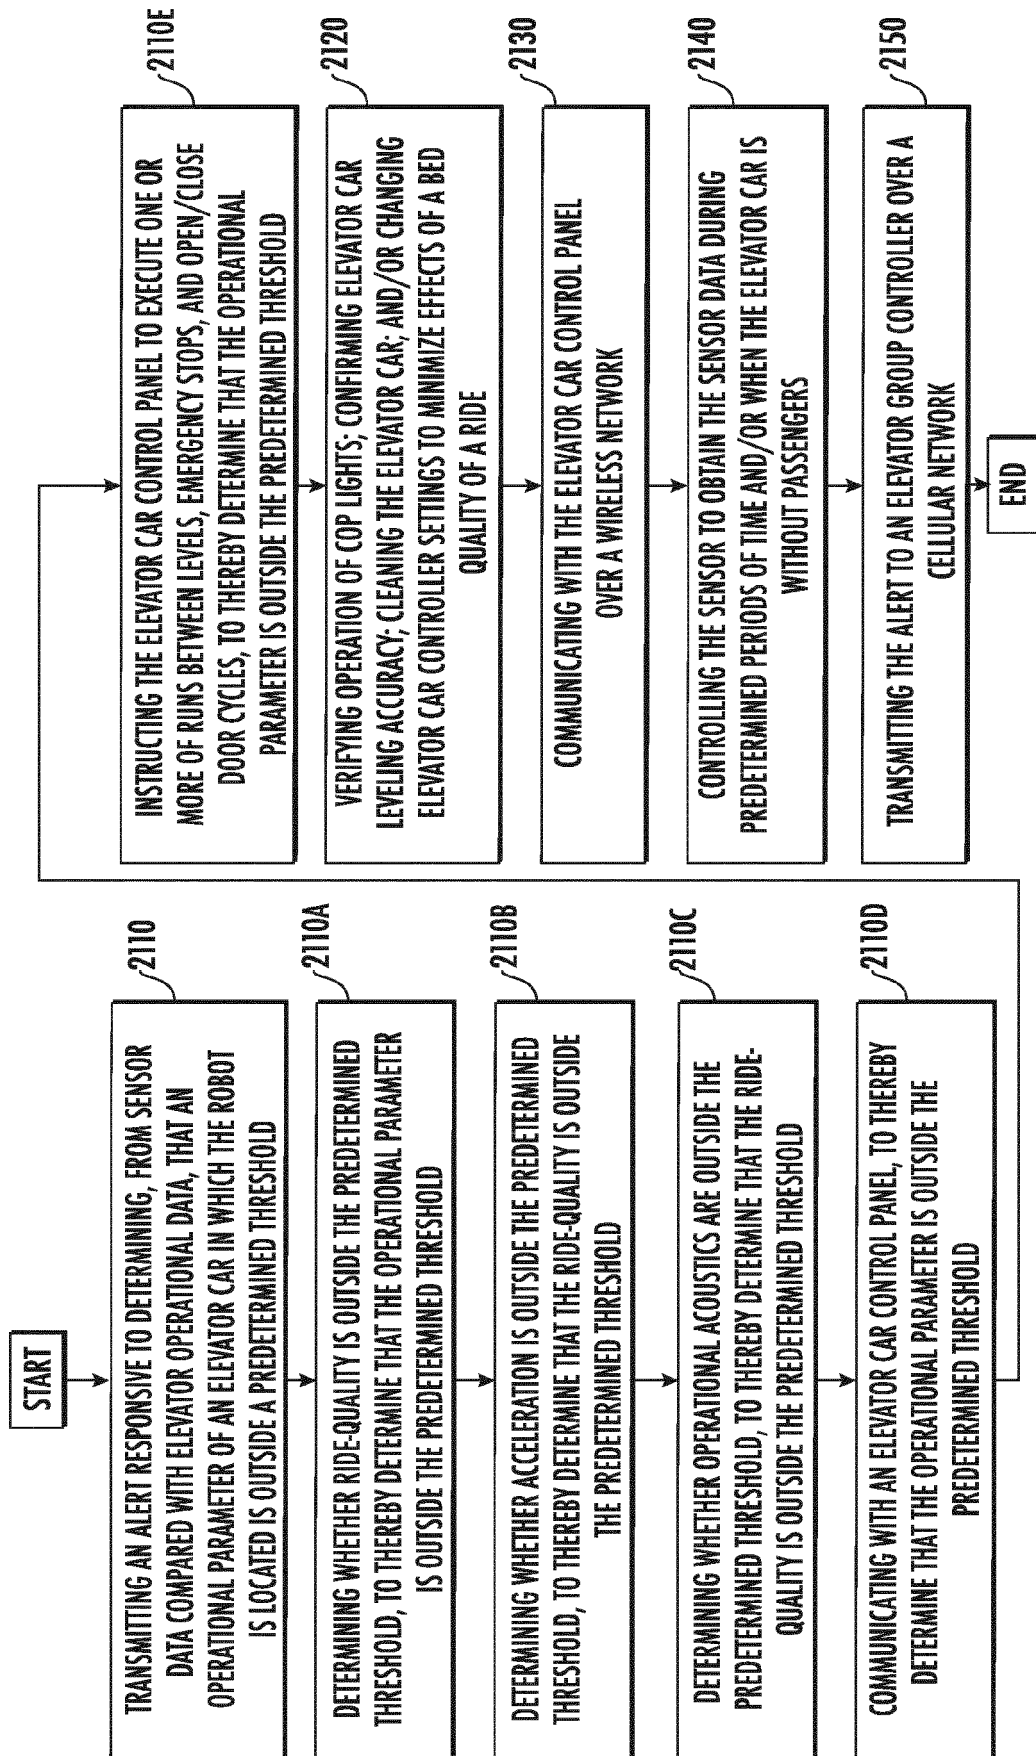 START
TRANSMITTING AN ALERT RESPONSIVE TO DETERMINING, FROM SENSOR
DATA COMPARED WITH ELEVATOR OPERATIONAL DATA, THAT AN
OPERATIONAL PARAMETER OF AN ELEVATOR CAR IN WHICH THE ROBOT
IS LOCATED IS OUTSIDE A PREDETERMINED THRESHOLD
2110
DETERMINING WHETHER RIDE-QUALITY IS OUTSIDE THE PREDETERMINED
THRESHOLD, TO THEREBY DETERMINE THAT THE OPERATIONAL PARAMETER
IS OUTSIDE THE PREDETERMINED THRESHOLD
2110A
DETERMINING WHETHER ACCELERATION IS OUTSIDE THE PREDETERMINED
THRESHOLD, TO THEREBY DETERMINE THAT THE RIDE-QUALITY IS OUTSIDE
THE PREDETERMINED THRESHOLD
2110B
DETERMINING WHETHER OPERATIONAL ACOUSTICS ARE OUTSIDE THE
PREDETERMINED THRESHOLD, TO THEREBY DETERMINE THAT THE RIDE-
QUALITY IS OUTSIDE THE PREDETERMINED THRESHOLD
2110C
COMMUNICATING WITH AN ELEVATOR CAR CONTROL PANEL, TO THEREBY
DETERMINE THAT THE OPERATIONAL PARAMETER IS OUTSIDE THE
PREDETERMINED THRESHOLD
2110D
INSTRUCTING THE ELEVATOR CAR CONTROL PANEL TO EXECUTE ONE OR
MORE OF RUNS BETWEEN LEVELS, EMERGENCY STOPS, AND OPEN/CLOSE
DOOR CYCLES, TO THEREBY DETERMINE THAT THE OPERATIONAL
PARAMETER IS OUTSIDE THE PREDETERMINED THRESHOLD
2110E
VERIFYING OPERATION OF COP LIGHTS; CONFIRMING ELEVATOR CAR
LEVELING ACCURACY; CLEANING THE ELEVATOR CAR; AND/OR CHANGING
ELEVATOR CAR CONTROLLER SETTINGS TO MINIMIZE EFFECTS OF A BED
QUALITY OF A RIDE
2120
COMMUNICATING WITH THE ELEVATOR CAR CONTROL PANEL
OVER A WIRELESS NETWORK
2130
CONTROLLING THE SENSOR TO OBTAIN THE SENSOR DATA DURING
PREDETERMINED PERIODS OF TIME AND/OR WHEN THE ELEVATOR CAR IS
WITHOUT PASSENGERS
2140
TRANSMITTING THE ALERT TO AN ELEVATOR GROUP CONTROLLER OVER A
CELLULAR NETWORK
2150
END